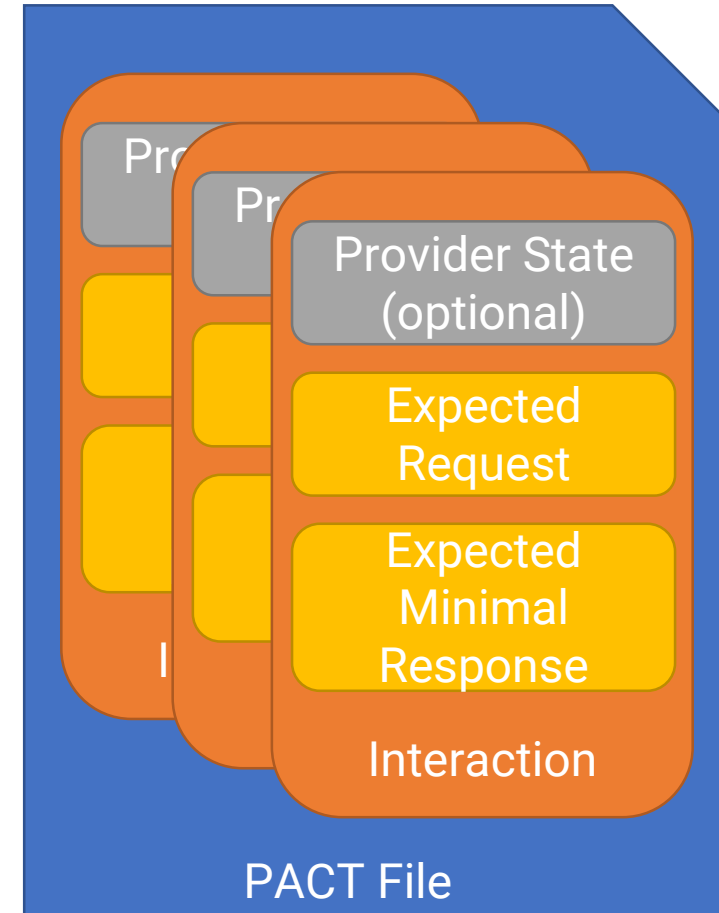 Provider State
(optional)
Expected
Request
Expected
Minimal
Response
Interaction
PACT File